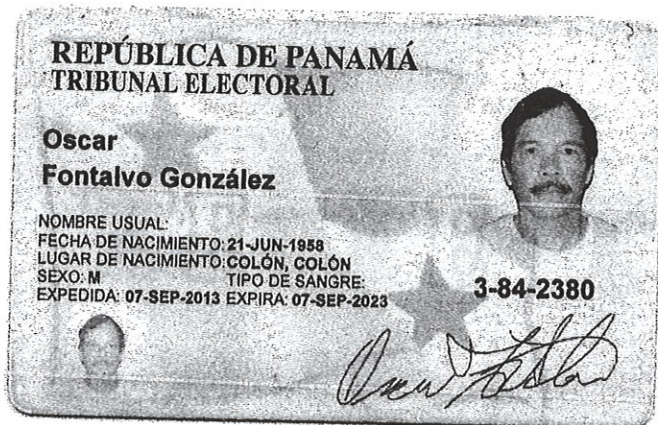 REPÚBLICA DE PANAMÁ
TRIBUNAL ELECTORAL
Oscar
Fontalvo González
NOMBRE USUAL:
FECHA DE NACIMIENTO: 21-JUN-1958
LUGAR DE NACIMIENTO: COLÓN, COLÓN
SEXO: M TIPO DE SANGRE:
EXPEDIDA: 07-SEP-2013 EXPIRA: 07-SEP-2023
3-84-2380